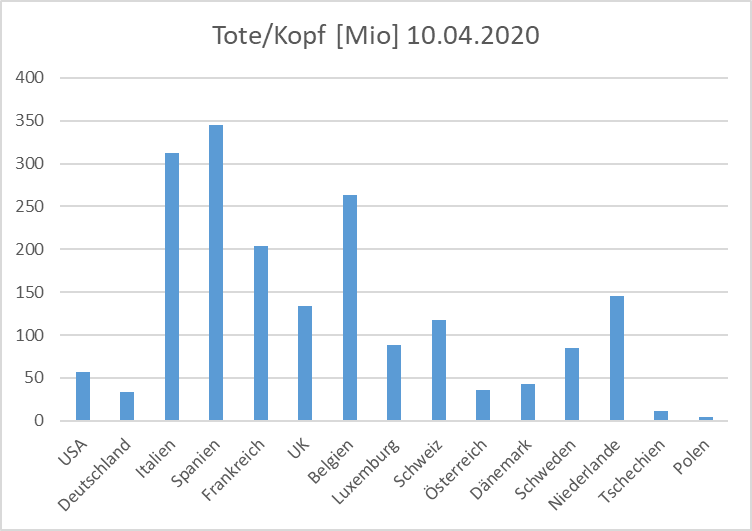 Tote/Kopf [Mio] 10.04.2020
400
350
300
250
200
150
100
50
0
USA
Deutschland
Italien
Spanien
Frankreich
UK
Belgien
Luxemburg
Schweiz
Österreich
Dänemark
Schweden
Niederlande
Tschechien
Polen